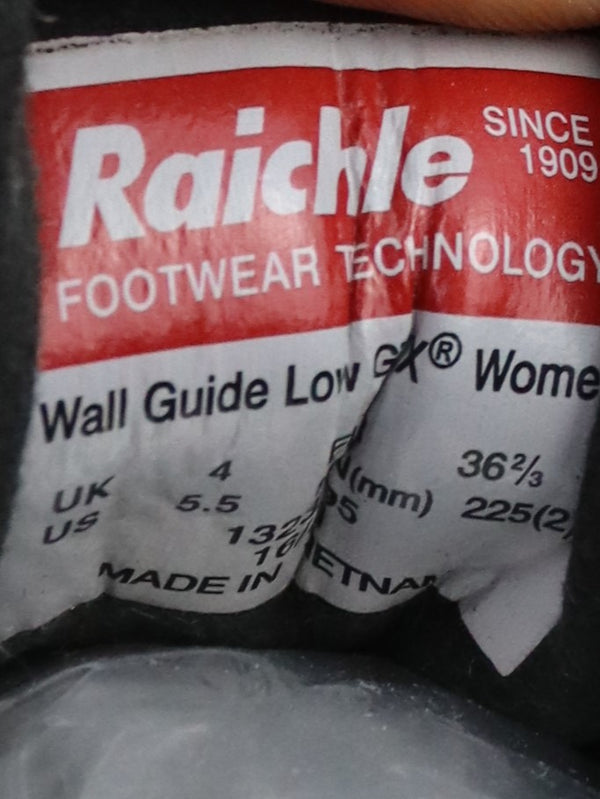 Raichle
SINCE
1909
FOOTWEAR TECHNOLOGY
Wall Guide Low GTX® Wome
UK 4 36⅔
US 5.5 (mm) 225(2
MADE IN